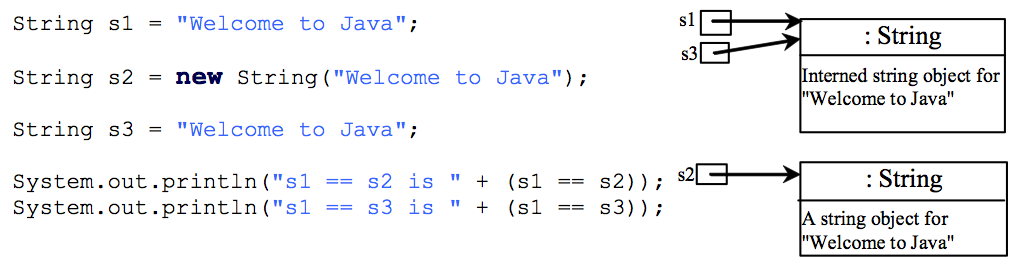 String s1 = "Welcome to Java";
String s2 = new String("Welcome to Java");
String s3 = "Welcome to Java";
System.out.println("s1 == s2 is " + (s1 == s2));
System.out.println("s1 == s3 is " + (s1 == s3));
s1
s3
: String
Interned string object for
"Welcome to Java"
s2
: String
A string object for
"Welcome to Java"